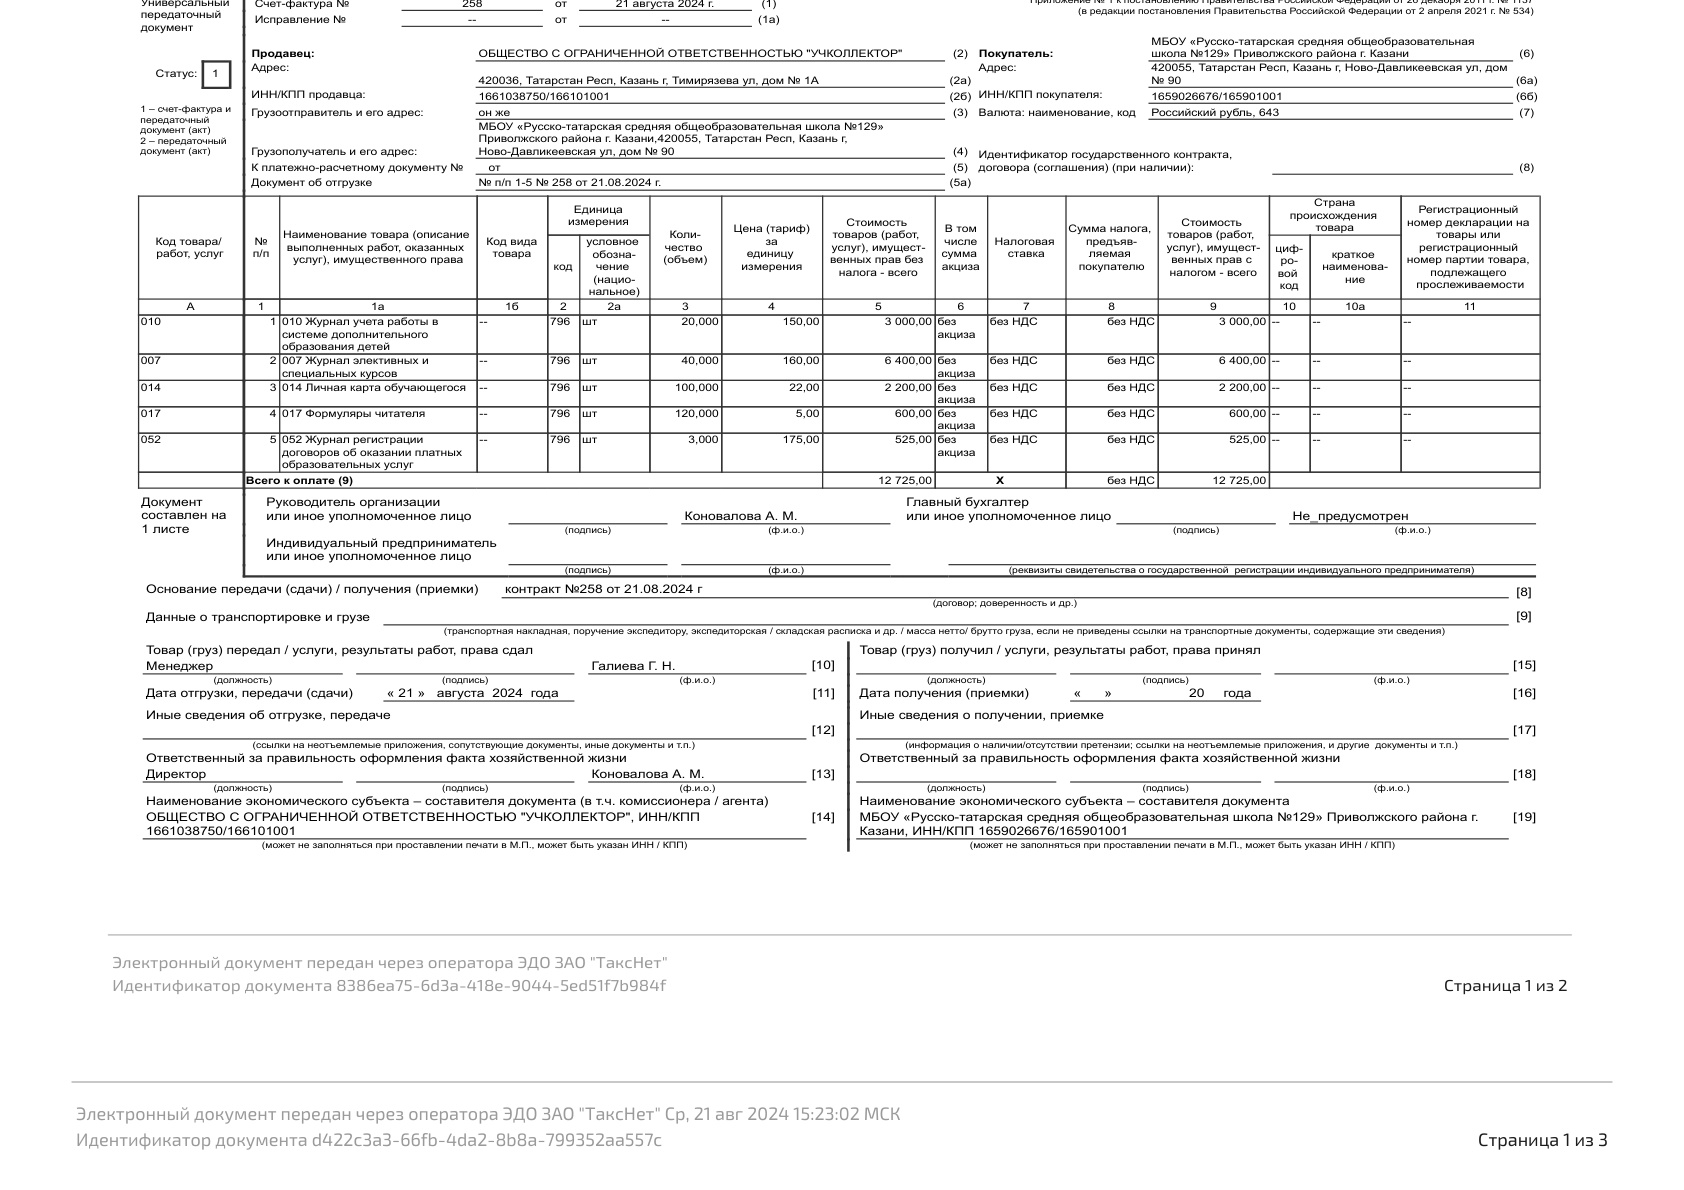 Универсальный
передаточный
документ
Счет-фактура № 258 от 21 августа 2024 г. (1)
Исправление № -- от -- (1а)
Приложение № 1 к постановлению Правительства Российской Федерации от 26 декабря 2011 г. № 1137
(в редакции постановления Правительства Российской Федерации от 2 апреля 2021 г. № 534)
Статус: 1
1 – счет-фактура и
передаточный
документ (акт)
2 – передаточный
документ (акт)
Продавец: ОБЩЕСТВО С ОГРАНИЧЕННОЙ ОТВЕТСТВЕННОСТЬЮ "УЧКОЛЛЕКТОР" (2)
Адрес: 420036, Татарстан Респ, Казань г, Тимирязева ул, дом № 1А (2а)
ИНН/КПП продавца: 1661038750/166101001 (2б)
Грузоотправитель и его адрес: он же (3)
МБОУ «Русско-татарская средняя общеобразовательная школа №129»
Приволжского района г. Казани,420055, Татарстан Респ, Казань г,
Грузополучатель и его адрес: Ново-Давликеевская ул, дом № 90 (4)
К платежно-расчетному документу № от (5)
Документ об отгрузке № п/п 1-5 № 258 от 21.08.2024 г. (5а)
МБОУ «Русско-татарская средняя общеобразовательная
Покупатель: школа №129» Приволжского района г. Казани (6)
Адрес: 420055, Татарстан Респ, Казань г, Ново-Давликеевская ул, дом
№ 90 (6а)
ИНН/КПП покупателя: 1659026676/165901001 (6б)
Валюта: наименование, код Российский рубль, 643 (7)
Идентификатор государственного контракта,
договора (соглашения) (при наличии): (8)
Код товара/
работ, услуг
№
п/п
Наименование товара (описание
выполненных работ, оказанных
услуг), имущественного права
Код вида
товара
Единица
измерения
код
условное
обозна-
чение
(нацио-
нальное)
Коли-
чество
(объем)
Цена (тариф)
за
единицу
измерения
Стоимость
товаров (работ,
услуг), имущест-
венных прав без
налога - всего
В том
числе
сумма
акциза
Налоговая
ставка
Сумма налога,
предъяв-
ляемая
покупателю
Стоимость
товаров (работ,
услуг), имущест-
венных прав с
налогом - всего
Страна
происхождения
товара
циф-
ро-
вой
код
краткое
наименова-
ние
Регистрационный
номер декларации на
товары или
регистрационный
номер партии товара,
подлежащего
прослеживаемости
А 1 1а 1б 2 2а 3 4 5 6 7 8 9 10 10а 11
010 1 010 Журнал учета работы в -- 796 шт 20,000 150,00 3 000,00 без без НДС без НДС 3 000,00 -- -- --
системе дополнительного акциза
образования детей
007 2 007 Журнал элективных и -- 796 шт 40,000 160,00 6 400,00 без без НДС без НДС 6 400,00 -- -- --
специальных курсов акциза
014 3 014 Личная карта обучающегося -- 796 шт 100,000 22,00 2 200,00 без без НДС без НДС 2 200,00 -- -- --
акциза
017 4 017 Формуляры читателя -- 796 шт 120,000 5,00 600,00 без без НДС без НДС 600,00 -- -- --
акциза
052 5 052 Журнал регистрации -- 796 шт 3,000 175,00 525,00 без без НДС без НДС 525,00 -- -- --
договоров об оказании платных акциза
образовательных услуг
Всего к оплате (9) 12 725,00 Х без НДС 12 725,00
Документ
составлен на
1 листе
Руководитель организации
или иное уполномоченное лицо Коновалова А. М.
(подпись) (ф.и.о.)
Главный бухгалтер
или иное уполномоченное лицо Не_предусмотрен
(подпись) (ф.и.о.)
Индивидуальный предприниматель
или иное уполномоченное лицо
(подпись) (ф.и.о.) (реквизиты свидетельства о государственной регистрации индивидуального предпринимателя)
Основание передачи (сдачи) / получения (приемки) контракт №258 от 21.08.2024 г [8]
(договор; доверенность и др.)
Данные о транспортировке и грузе [9]
(транспортная накладная, поручение экспедитору, экспедиторская / складская расписка и др. / масса нетто/ брутто груза, если не приведены ссылки на транспортные документы, содержащие эти сведения)
Товар (груз) передал / услуги, результаты работ, права сдал
Менеджер Галиева Г. Н. [10]
(должность) (подпись) (ф.и.о.)
Дата отгрузки, передачи (сдачи) « 21 » августа 2024 года [11]
Иные сведения об отгрузке, передаче
[12]
(ссылки на неотъемлемые приложения, сопутствующие документы, иные документы и т.п.)
Ответственный за правильность оформления факта хозяйственной жизни
Директор Коновалова А. М. [13]
(должность) (подпись) (ф.и.о.)
Наименование экономического субъекта – составителя документа (в т.ч. комиссионера / агента)
ОБЩЕСТВО С ОГРАНИЧЕННОЙ ОТВЕТСТВЕННОСТЬЮ "УЧКОЛЛЕКТОР", ИНН/КПП [14]
1661038750/166101001
(может не заполняться при проставлении печати в М.П., может быть указан ИНН / КПП)
Товар (груз) получил / услуги, результаты работ, права принял
[15]
(должность) (подпись) (ф.и.о.)
Дата получения (приемки) « » 20 года [16]
Иные сведения о получении, приемке
[17]
(информация о наличии/отсутствии претензии; ссылки на неотъемлемые приложения, и другие документы и т.п.)
Ответственный за правильность оформления факта хозяйственной жизни
[18]
(должность) (подпись) (ф.и.о.)
Наименование экономического субъекта – составителя документа
МБОУ «Русско-татарская средняя общеобразовательная школа №129» Приволжского района г. [19]
Казани, ИНН/КПП 1659026676/165901001
(может не заполняться при проставлении печати в М.П., может быть указан ИНН / КПП)
Электронный документ передан через оператора ЭДО ЗАО "ТаксНет"
Идентификатор документа 8386ea75-6d3a-418e-9044-5ed51f7b984f Страница 1 из 2
Электронный документ передан через оператора ЭДО ЗАО "ТаксНет" Ср, 21 авг 2024 15:23:02 МСК
Идентификатор документа d422c3a3-66fb-4da2-8b8a-799352aa557c Страница 1 из 3